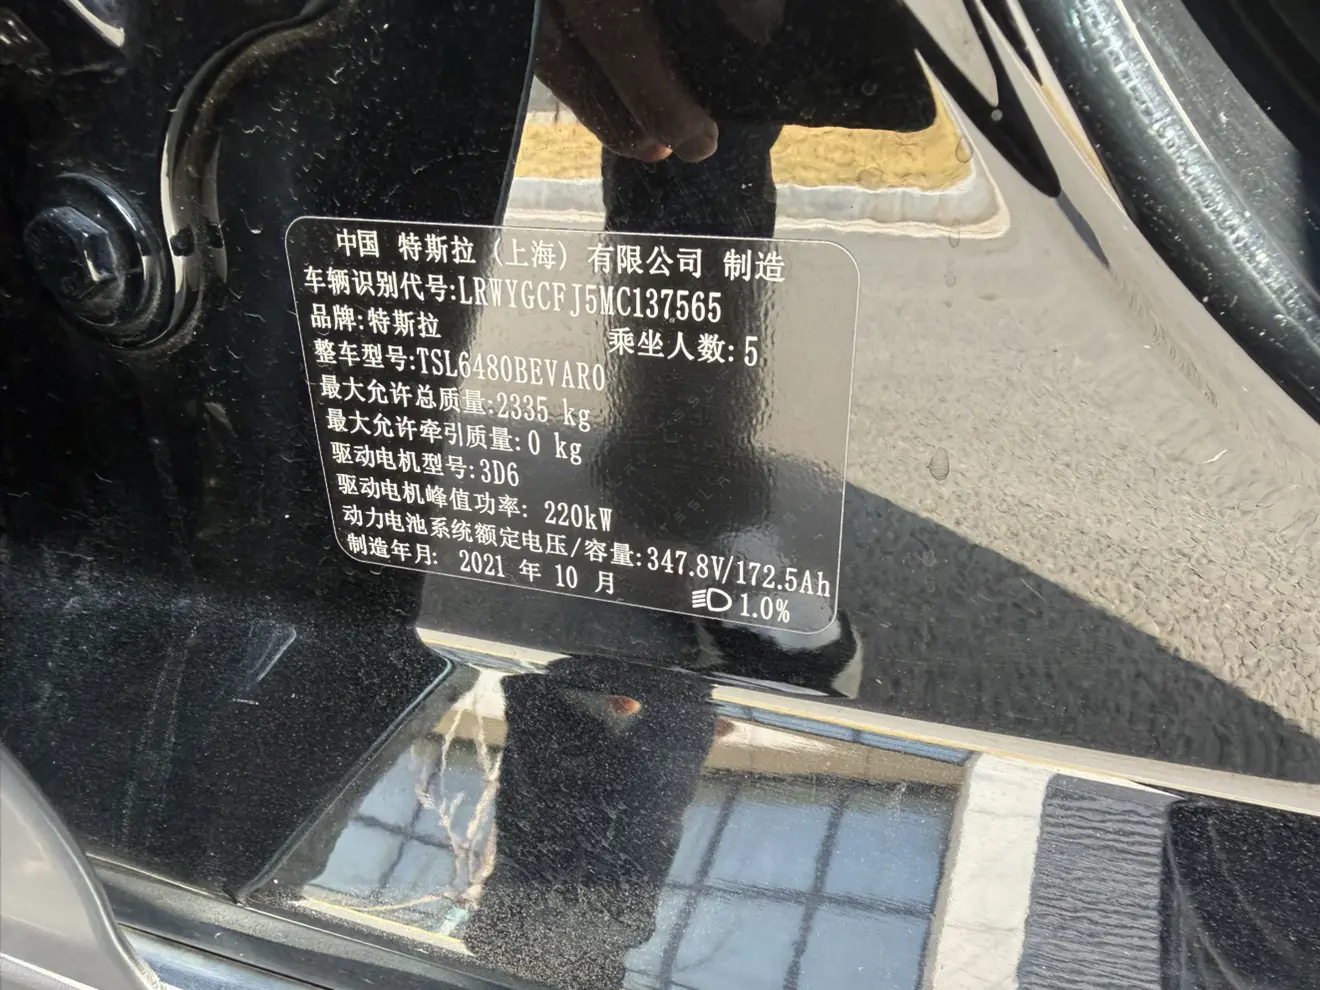 中国 特斯拉（上海）有限公司 制造
车辆识别代号:LRWYGCFJ5MC137565
品牌:特斯拉 乘坐人数:5
整车型号:TSL6480BEVAR0
最大允许总质量:2335 kg
最大允许牵引质量:0 kg
驱动电机型号:3D6
驱动电机峰值功率: 220kW
动力电池系统额定电压/容量:347.8V/172.5Ah
制造年月: 2021 年 10 月 1.0%